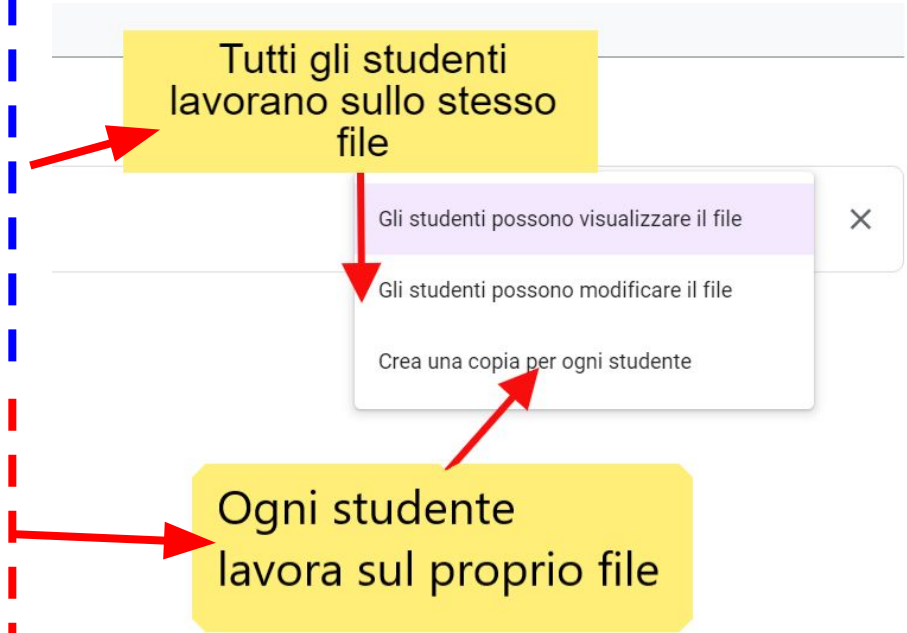 Tutti gli studenti
lavorano sullo stesso
file
Gli studenti possono visualizzare il file
Gli studenti possono modificare il file
Crea una copia per ogni studente
Ogni studente
lavora sul proprio file